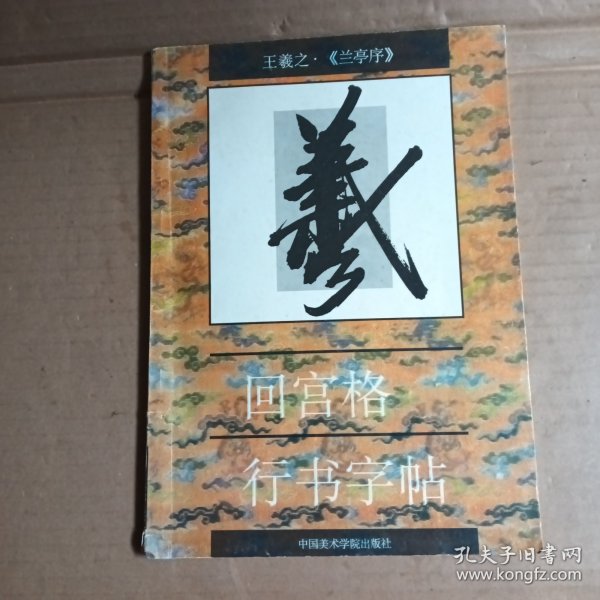 王羲之·《兰亭序》
羲
回宫格
行书字帖
中国美术学院出版社
孔夫子旧书网
www.kongfz.com